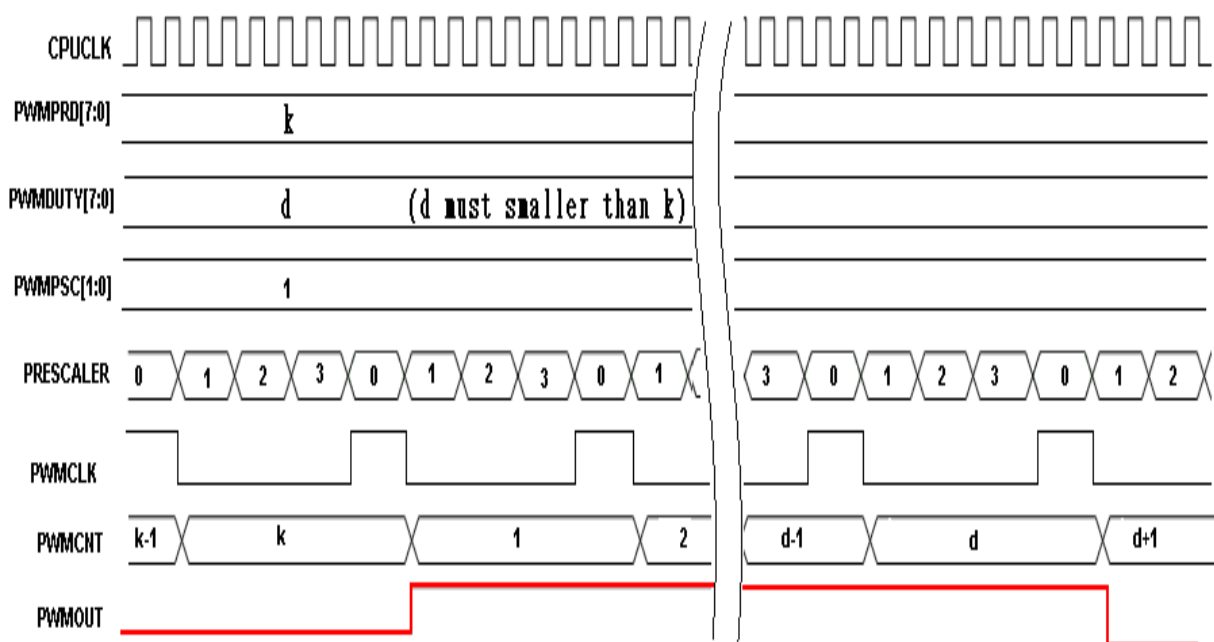 CPUCLK
PWMPRD[7:0]
k
PWMDUTY[7:0]
d
(d must smaller than k)
PWMPSC[1:0]
1
PRESCALER
0 1 2 3 0 1 2 3 0 1 3 0 1 2 3 0 1 2
PWMCLK
PWMCNT
k-1 k 1 2 d-1 d d+1
PWMOUT